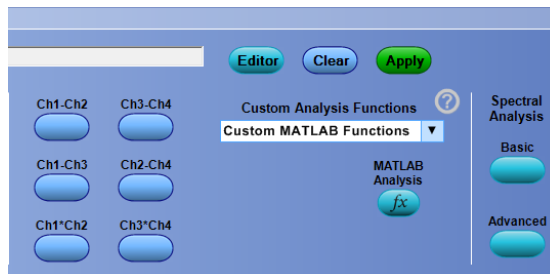 Editor Clear Apply
Ch1-Ch2 Ch3-Ch4 Custom Analysis Functions ? Spectral
Analysis
Custom MATLAB Functions
Basic
Ch1-Ch3 Ch2-Ch4 MATLAB
Analysis
fx
Ch1*Ch2 Ch3*Ch4 Advanced